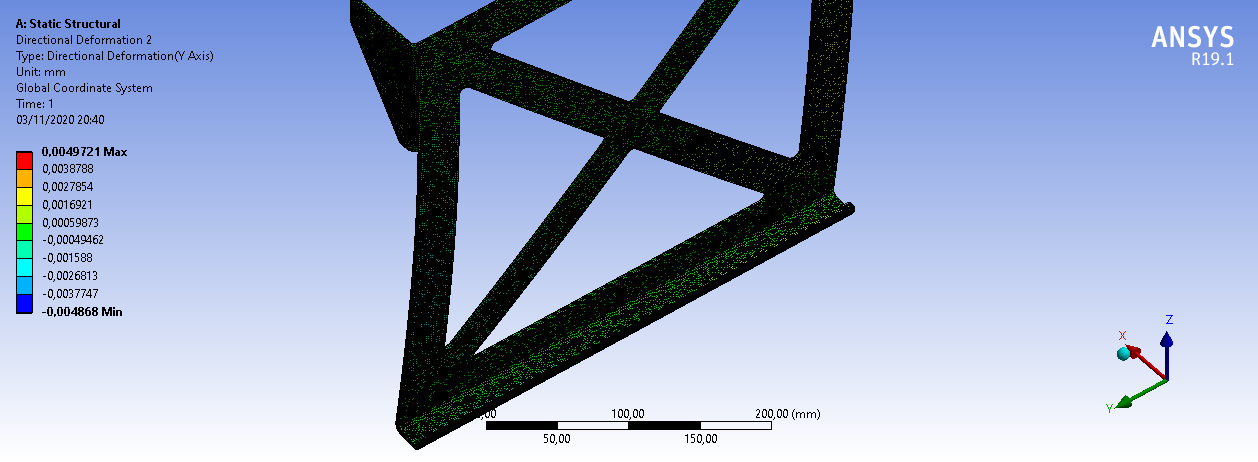 A: Static Structural
Directional Deformation 2
Type: Directional Deformation(Y Axis)
Unit: mm
Global Coordinate System
Time: 1
03/11/2020 20:40
ANSYS
R19.1
0,0049721 Max
0,0038788
0,0027854
0,0016921
0,00059873
-0,00049462
-0,001588
-0,0026813
-0,0037747
-0,004868 Min
Z
X
Y
100,00
200,00 (mm)
50,00
150,00